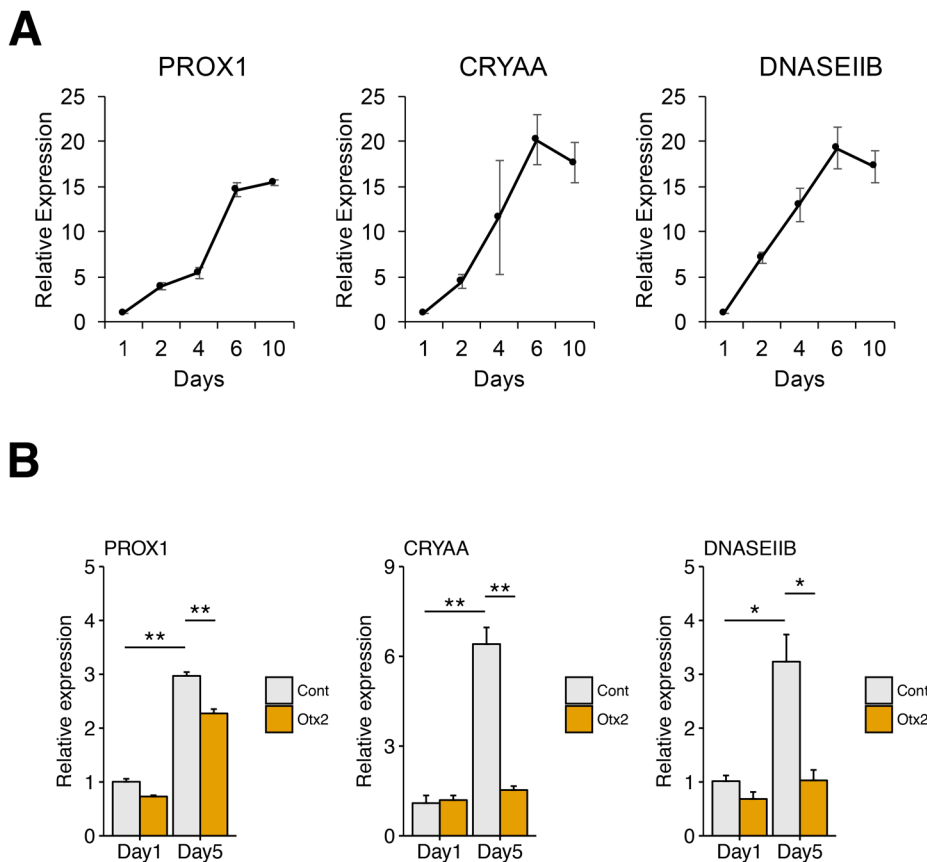 A
PROX1 CRYAA DNASEIIB
25 25 25
20 20 20
15 15 15
10 10 10
5 5 5
0 0 0
Relative Expression Relative Expression Relative Expression
1 2 4 6 10 1 2 4 6 10 1 2 4 6 10
Days Days Days
B
PROX1 CRYAA DNASEIIB
5 9 5
4 6 4
3 3 3
2 0 2
1 1
0 0
Relative expression Relative expression Relative expression
** ** ** ** * *
Cont Cont Cont
Otx2 Otx2 Otx2
Day1 Day5 Day1 Day5 Day1 Day5